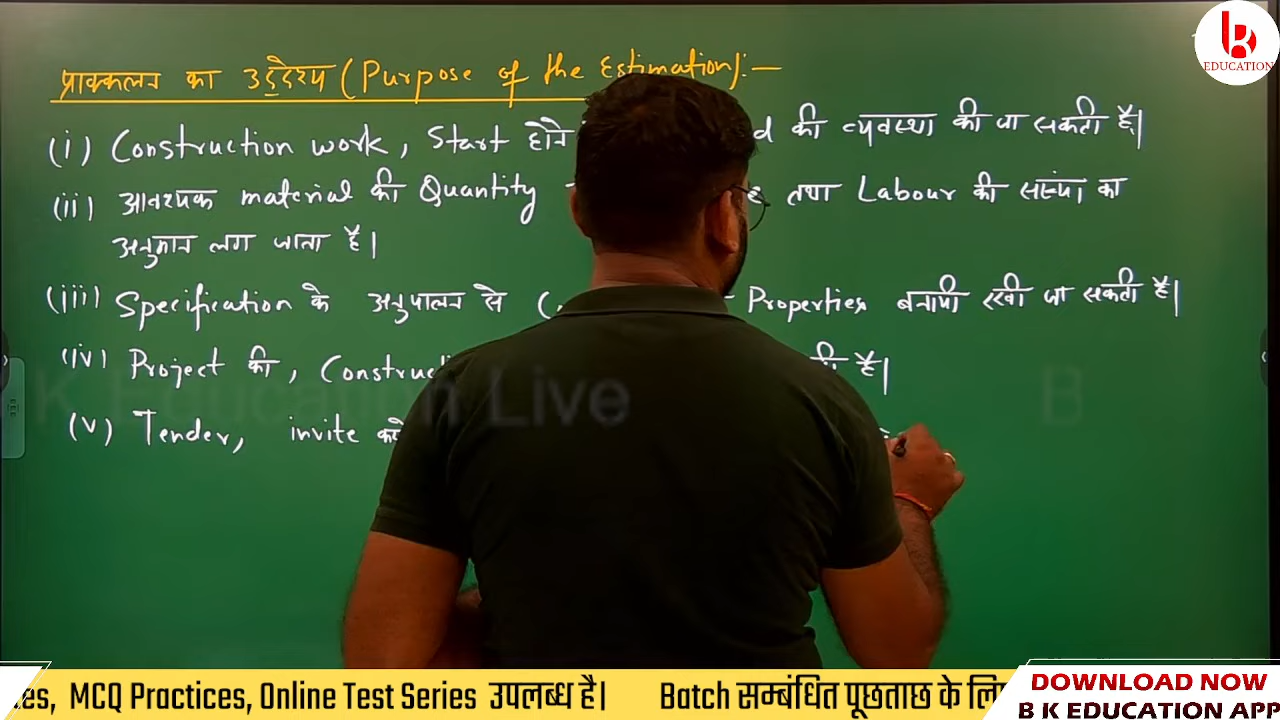 EDUCATION
प्राक्कलन का उद्देश्य (Purpose of the Estimation):—
(i) Construction work, Start होने d की व्यवस्था की जा सकती है।
(ii) आवश्यक material की Quantity तथा Labour की संख्या का
अनुमान लग जाता है।
(iii) Specification के अनुपालन से Properties बनायी रखी जा सकती है।
(iv) Project की, Construc है।
(v) Tender, invite
K Education Live B
es, MCQ Practices, Online Test Series उपलब्ध है। Batch सम्बंधित पूछताछ के लि
DOWNLOAD NOW
B K EDUCATION APP